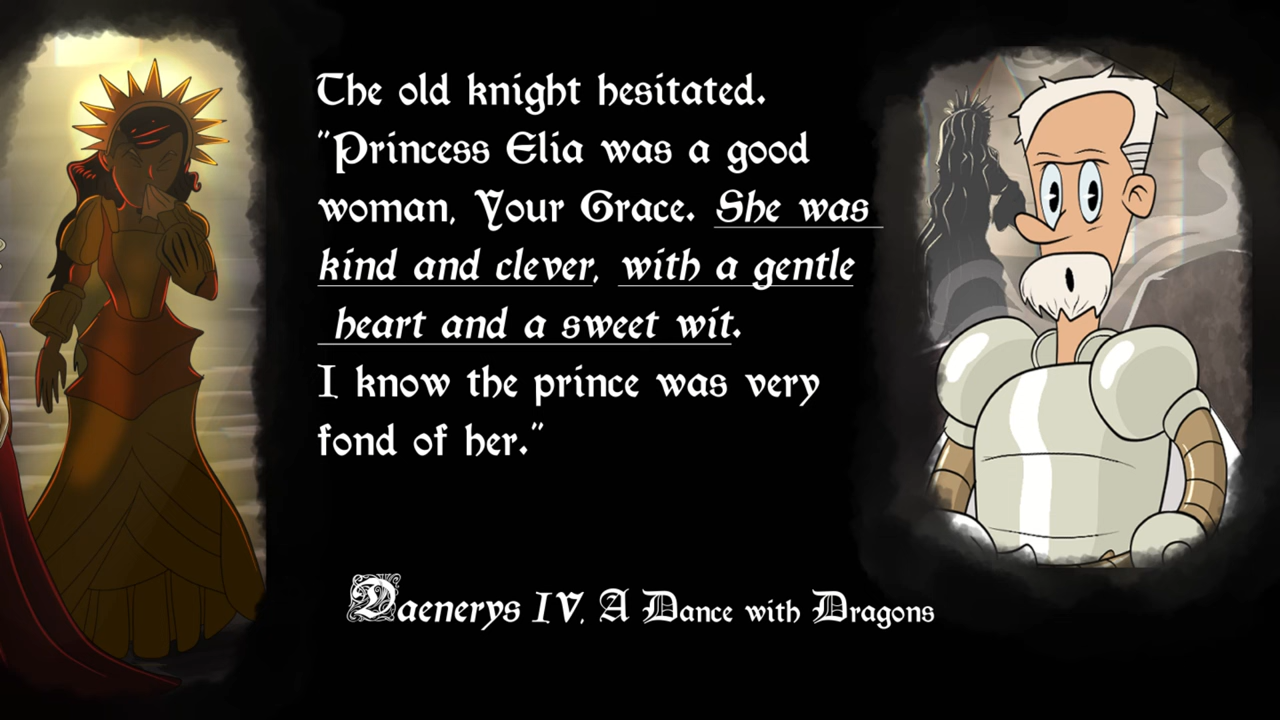 The old knight hesitated.
"Princess Elia was a good
woman, Your Grace. She was
kind and clever, with a gentle
heart and a sweet wit.
I know the prince was very
fond of her."
Daenerys IV, A Dance with Dragons